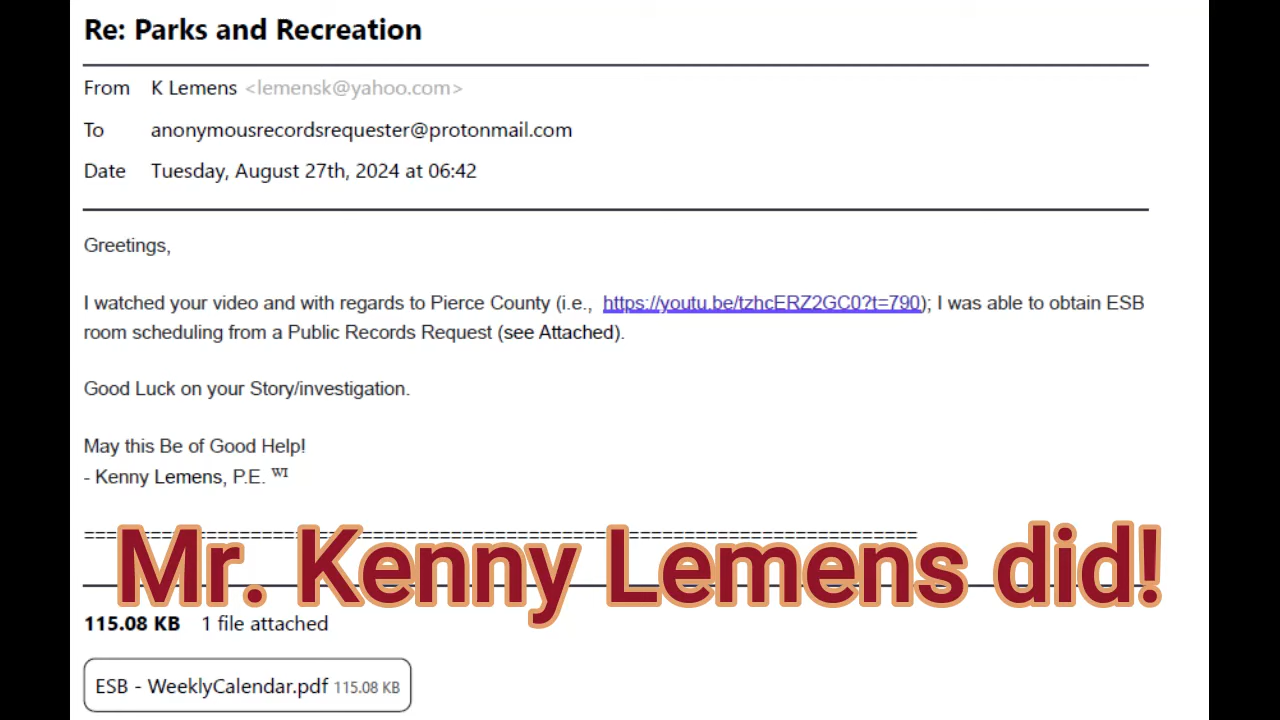 Re: Parks and Recreation
From K Lemens <lemensk@yahoo.com>
To anonymousrecordsrequester@protonmail.com
Date Tuesday, August 27th, 2024 at 06:42
Greetings,
I watched your video and with regards to Pierce County (i.e., https://youtu.be/tzhcERZ2GC0?t=790); I was able to obtain ESB
room scheduling from a Public Records Request (see Attached).
Good Luck on your Story/investigation.
May this Be of Good Help!
- Kenny Lemens, P.E. WI
Mr. Kenny Lemens did!
115.08 KB 1 file attached
ESB - WeeklyCalendar.pdf 115.08 KB